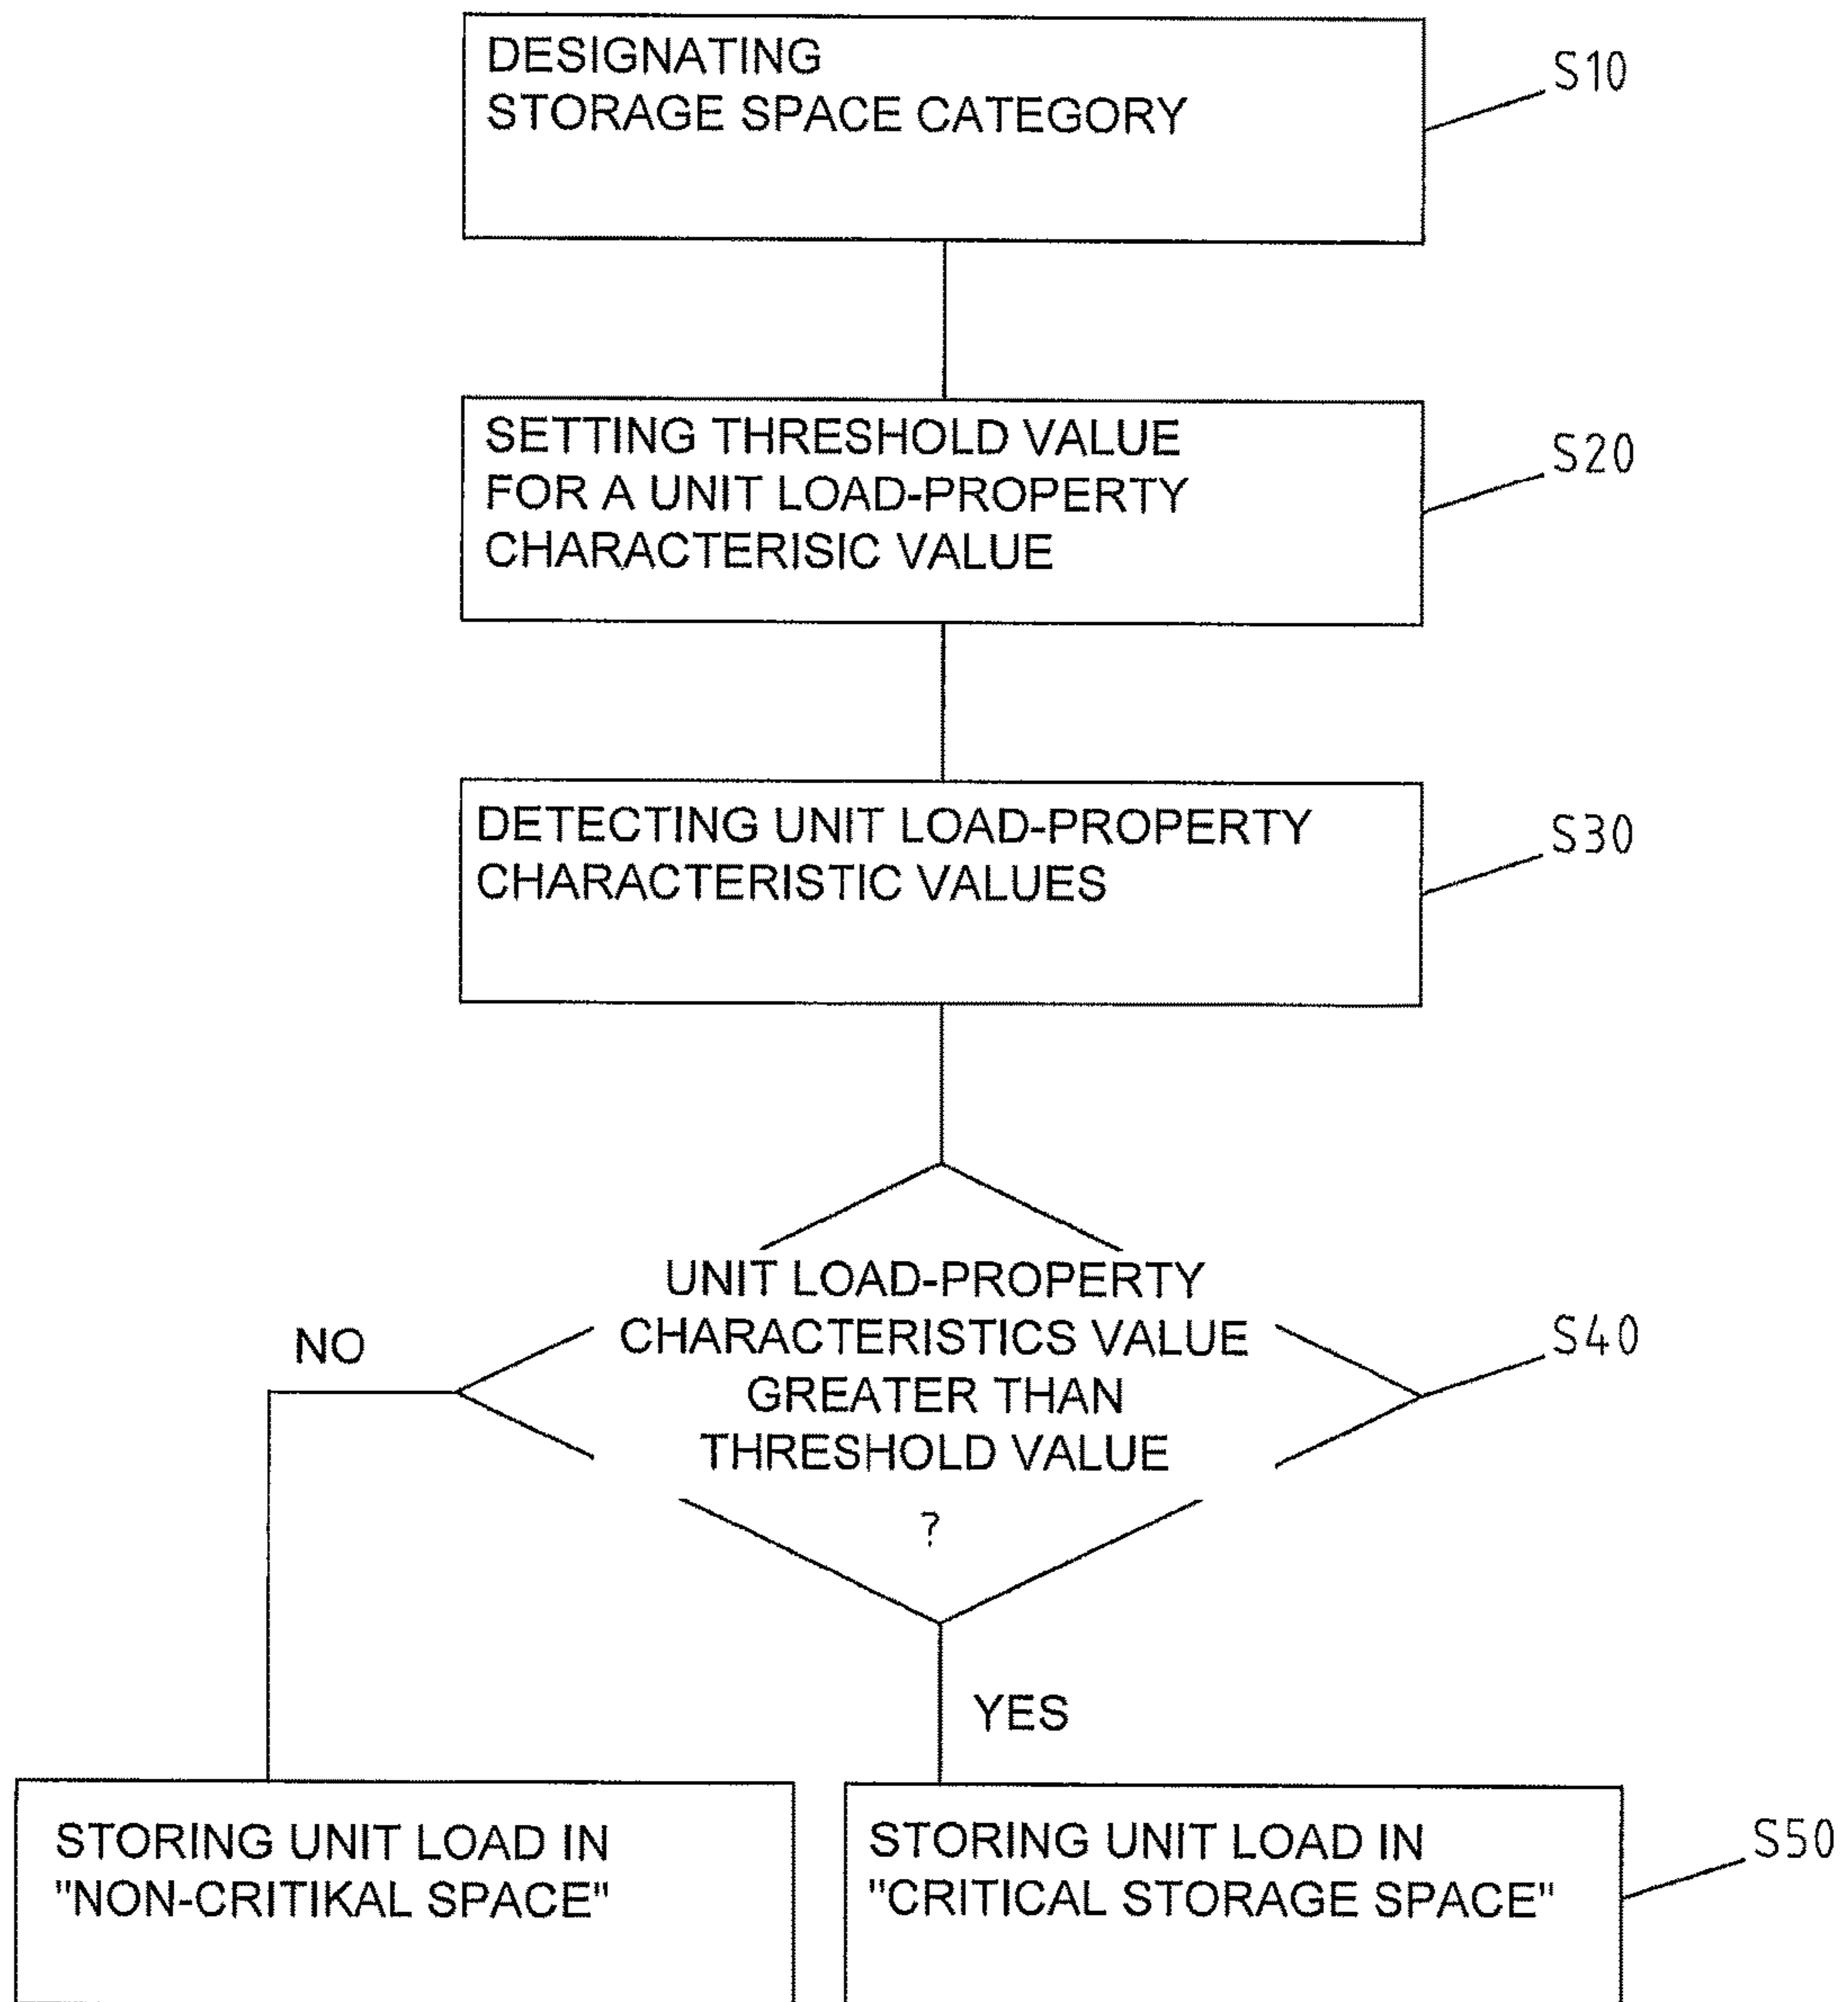 DESIGNATING
STORAGE SPACE CATEGORY
S10
SETTING THRESHOLD VALUE
FOR A UNIT LOAD-PROPERTY
CHARACTERISIC VALUE
S20
DETECTING UNIT LOAD-PROPERTY
CHARACTERISTIC VALUES
S30
UNIT LOAD-PROPERTY
CHARACTERISTICS VALUE
GREATER THAN
THRESHOLD VALUE
?
S40
NO
YES
STORING UNIT LOAD IN
"NON-CRITIKAL SPACE"
STORING UNIT LOAD IN
"CRITICAL STORAGE SPACE"
S50